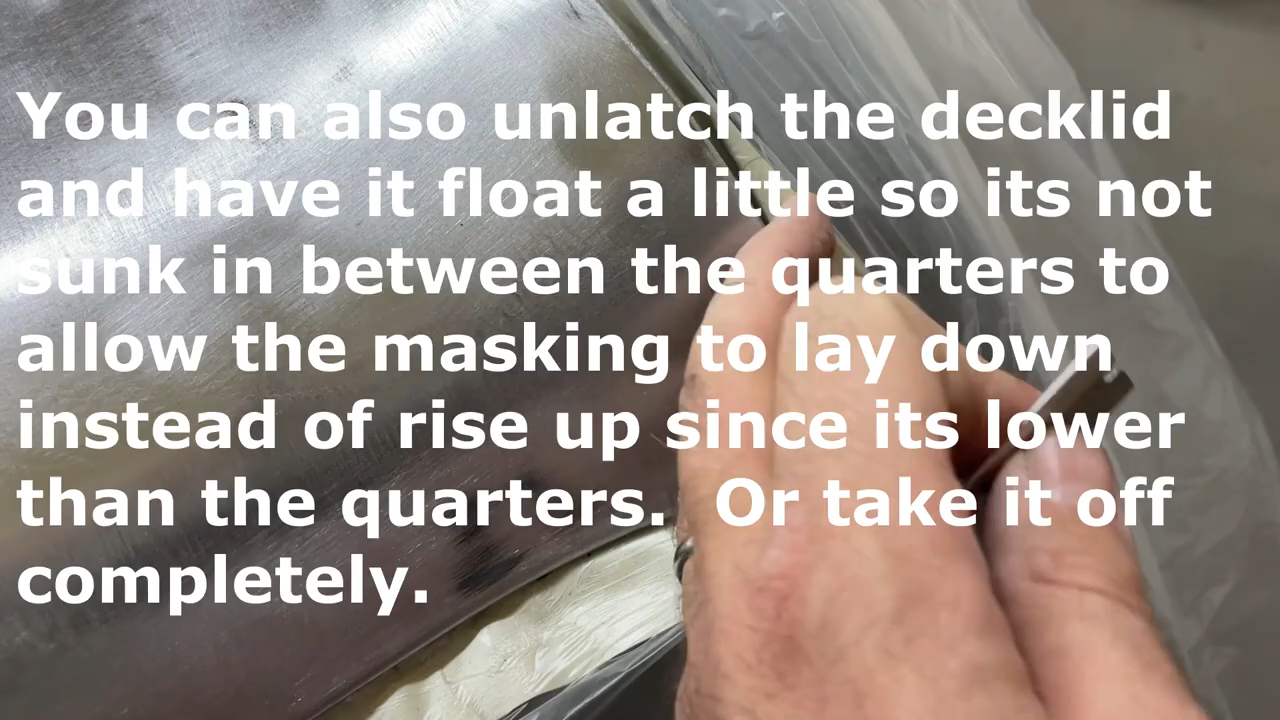 You can also unlatch the decklid
and have it float a little so its not
sunk in between the quarters to
allow the masking to lay down
instead of rise up since its lower
than the quarters.  Or take it off
completely.